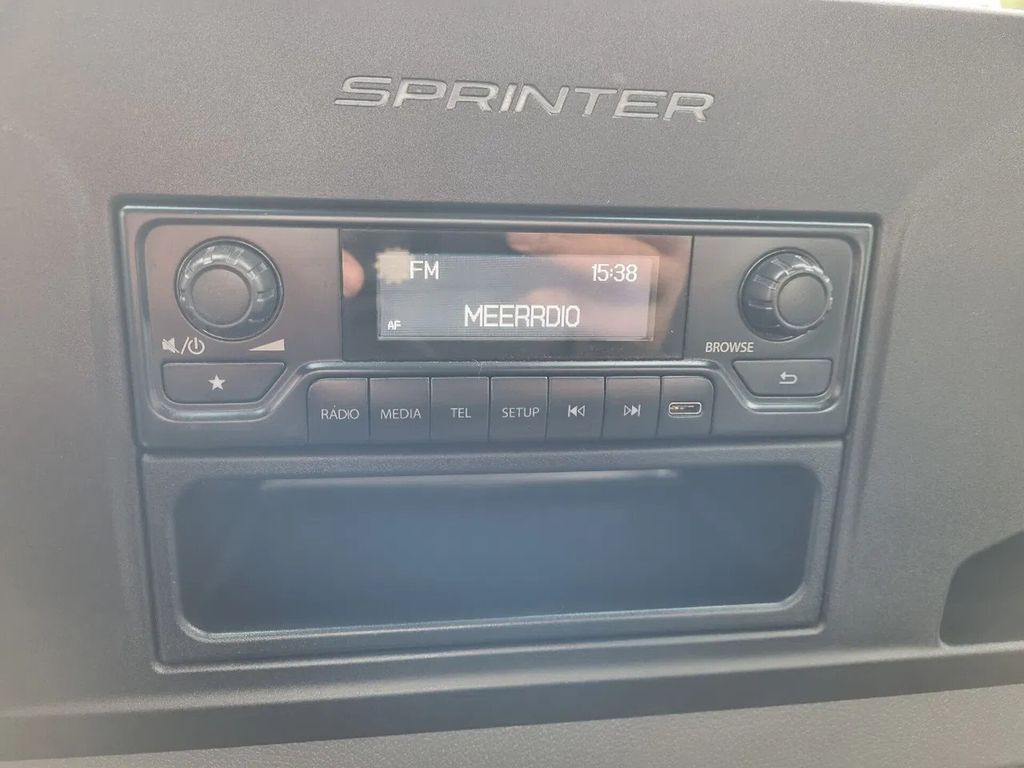 SPRINTER
FM 15:38
AF MEERRDIO
BROWSE
RADIO MEDIA TEL SETUP